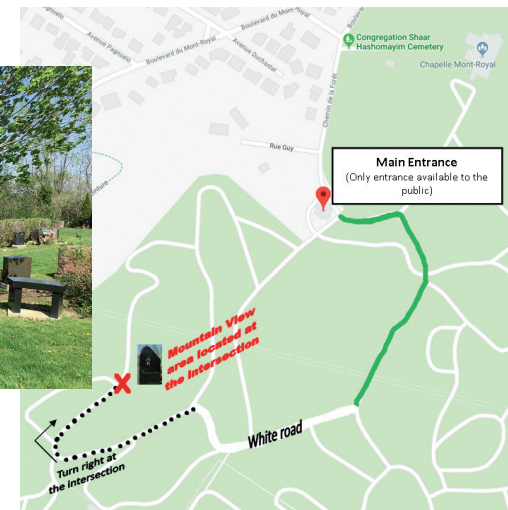 Boulevard du Mont-Royal
Avenue Pagnuelo
Boulevard du Mont-Royal
Avenue Duchastel
Boulevard
Congregation Shaar
Hashomayim Cemetery
Chapelle Mont-Royal
Chemin de la Forêt
Rue Guy
Main Entrance
(Only entrance available to the
public)
Mountain View
area located at
the intersection
White road
Turn right at
the intersection